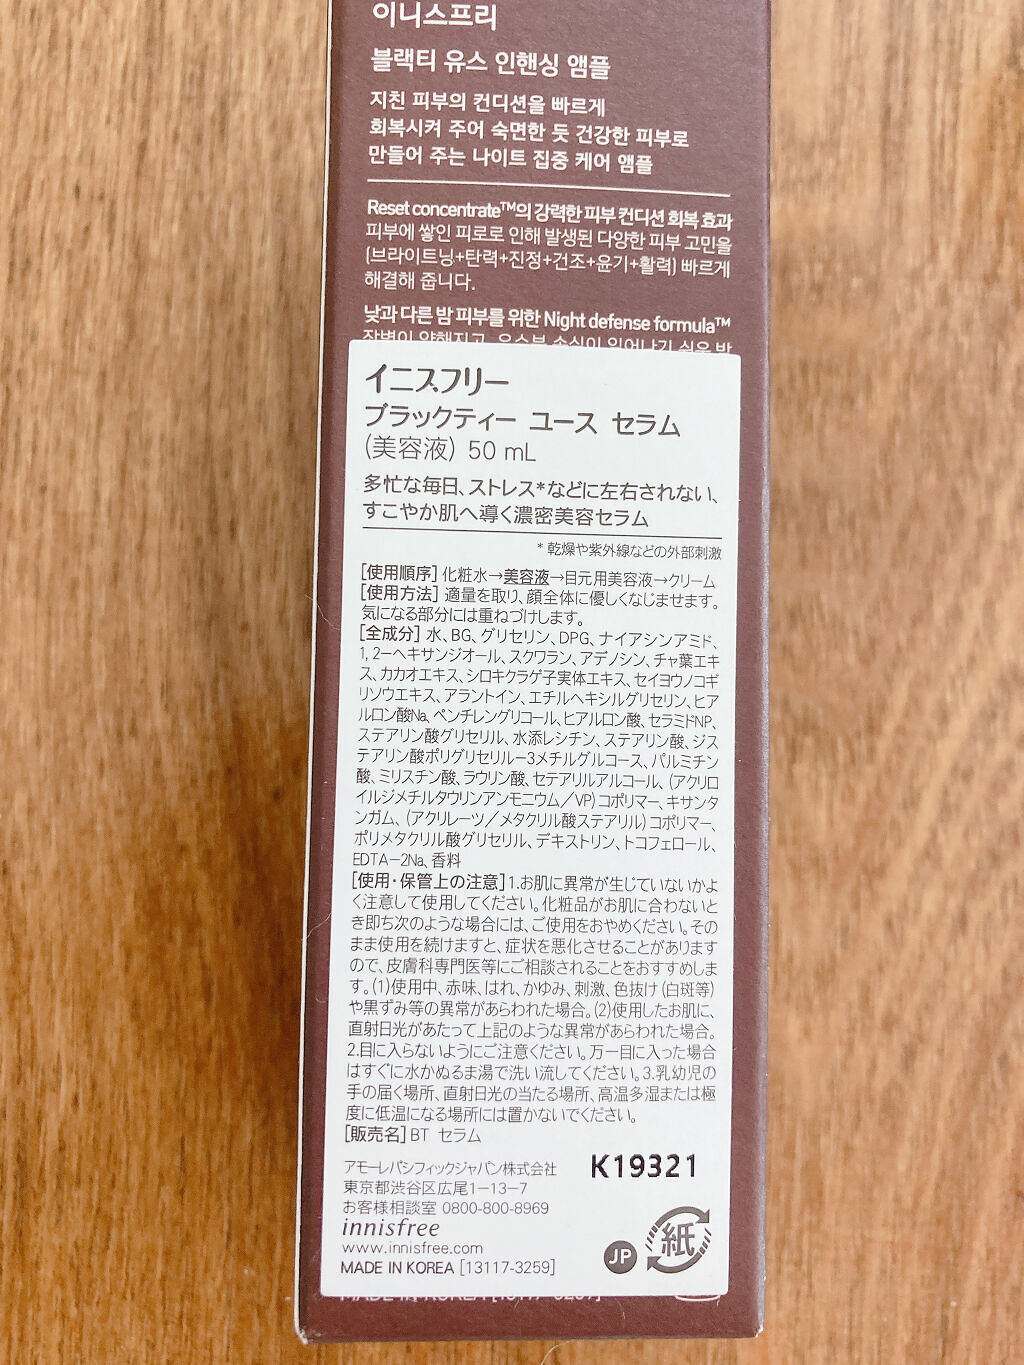 이니스프리
블랙티 유스 인핸싱 앰플
지친 피부의 컨디션을 빠르게
회복시켜 주어 숙면한 듯 건강한 피부로
만들어 주는 나이트 집중 케어 앰플
Reset concentrate™의 강력한 피부 컨디션 회복 효과
피부에 쌓인 피로로 인해 발생된 다양한 피부 고민을
(브라이트닝+탄력+진정+건조+윤기+활력) 빠르게
해결해 줍니다.
낮과 다른 밤 피부를 위한 Night defense formula™
장벽이 약해지고, 유수분 손실이 일어나기 쉬운 밤
イニスフリー
ブラックティー ユース セラム
(美容液) 50 mL
多忙な毎日、ストレス*などに左右されない、
すこやか肌へ導く濃密美容セラム
* 乾燥や紫外線などの外部刺激
[使用順序] 化粧水→美容液→目元用美容液→クリーム
[使用方法] 適量を取り、顔全体に優しくなじませます。
気になる部分には重ねづけします。
[全成分] 水、BG、グリセリン、DPG、ナイアシンアミド、
1,2-ヘキサンジオール、スクワラン、アデノシン、チャ葉エキ
ス、カカオエキス、シロキクラゲ子実体エキス、セイヨウノコギ
リソウエキス、アラントイン、エチルヘキシルグリセリン、ヒア
ルロン酸Na、ペンチレングリコール、ヒアルロン酸、セラミドNP、
ステアリン酸グリセリル、水添レシチン、ステアリン酸、ジス
テアリン酸ポリグリセリル-3メチルグルコース、パルミチン
酸、ミリスチン酸、ラウリン酸、セテアリルアルコール、(アクリロ
イルジメチルタウリンアンモニウム/VP)コポリマー、キサンタ
ンガム、(アクリレーツ/メタクリル酸ステアリル)コポリマー、
ポリメタクリル酸グリセリル、デキストリン、トコフェロール、
EDTA-2Na、香料
[使用・保管上の注意]1.お肌に異常が生じていないかよ
く注意して使用してください。化粧品がお肌に合わないと
き即ち次のような場合には、ご使用をおやめください。その
まま使用を続けますと、症状を悪化させることがあります
ので、皮膚科専門医等にご相談されることをおすすめしま
す。(1)使用中、赤味、はれ、かゆみ、刺激、色抜け(白斑等)
や黒ずみ等の異常があらわれた場合。(2)使用したお肌に、
直射日光があたって上記のような異常があらわれた場合。
2.目に入らないようにご注意ください。万一目に入った場合
はすぐに水かぬるま湯で洗い流してください。3.乳幼児の
手の届く場所、直射日光の当たる場所、高温多湿または極
度に低温になる場所には置かないでください。
[販売名]BT セラム
アモーレパシフィックジャパン株式会社
K19321
東京都渋谷区広尾1-13-7
お客様相談室 0800-800-8969
innisfree
www.innisfree.com
MADE IN KOREA [13117-3259]
JP
紙